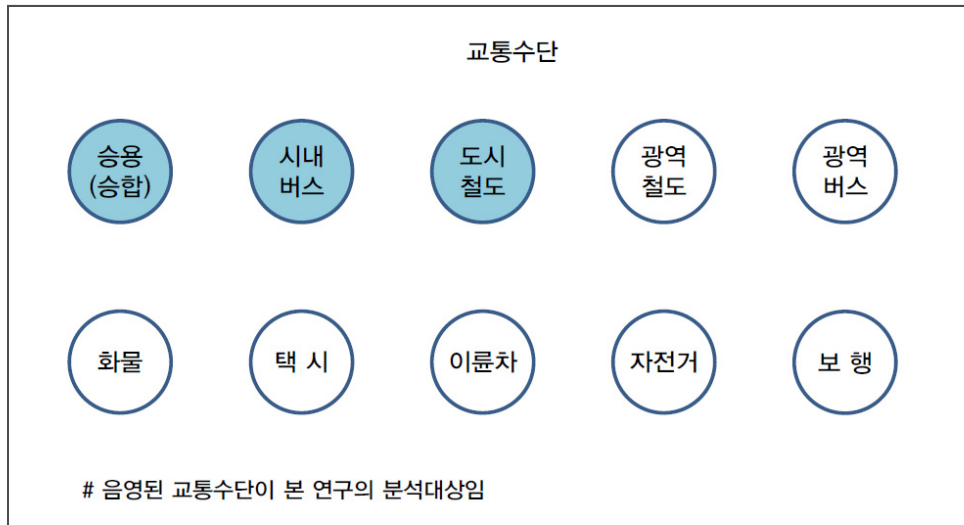 교통수단
승용
(승합)
시내
버스
도시
철도
광역
철도
광역
버스
화물
택 시
이륜차
자전거
보 행
# 음영된 교통수단이 본 연구의 분석대상임